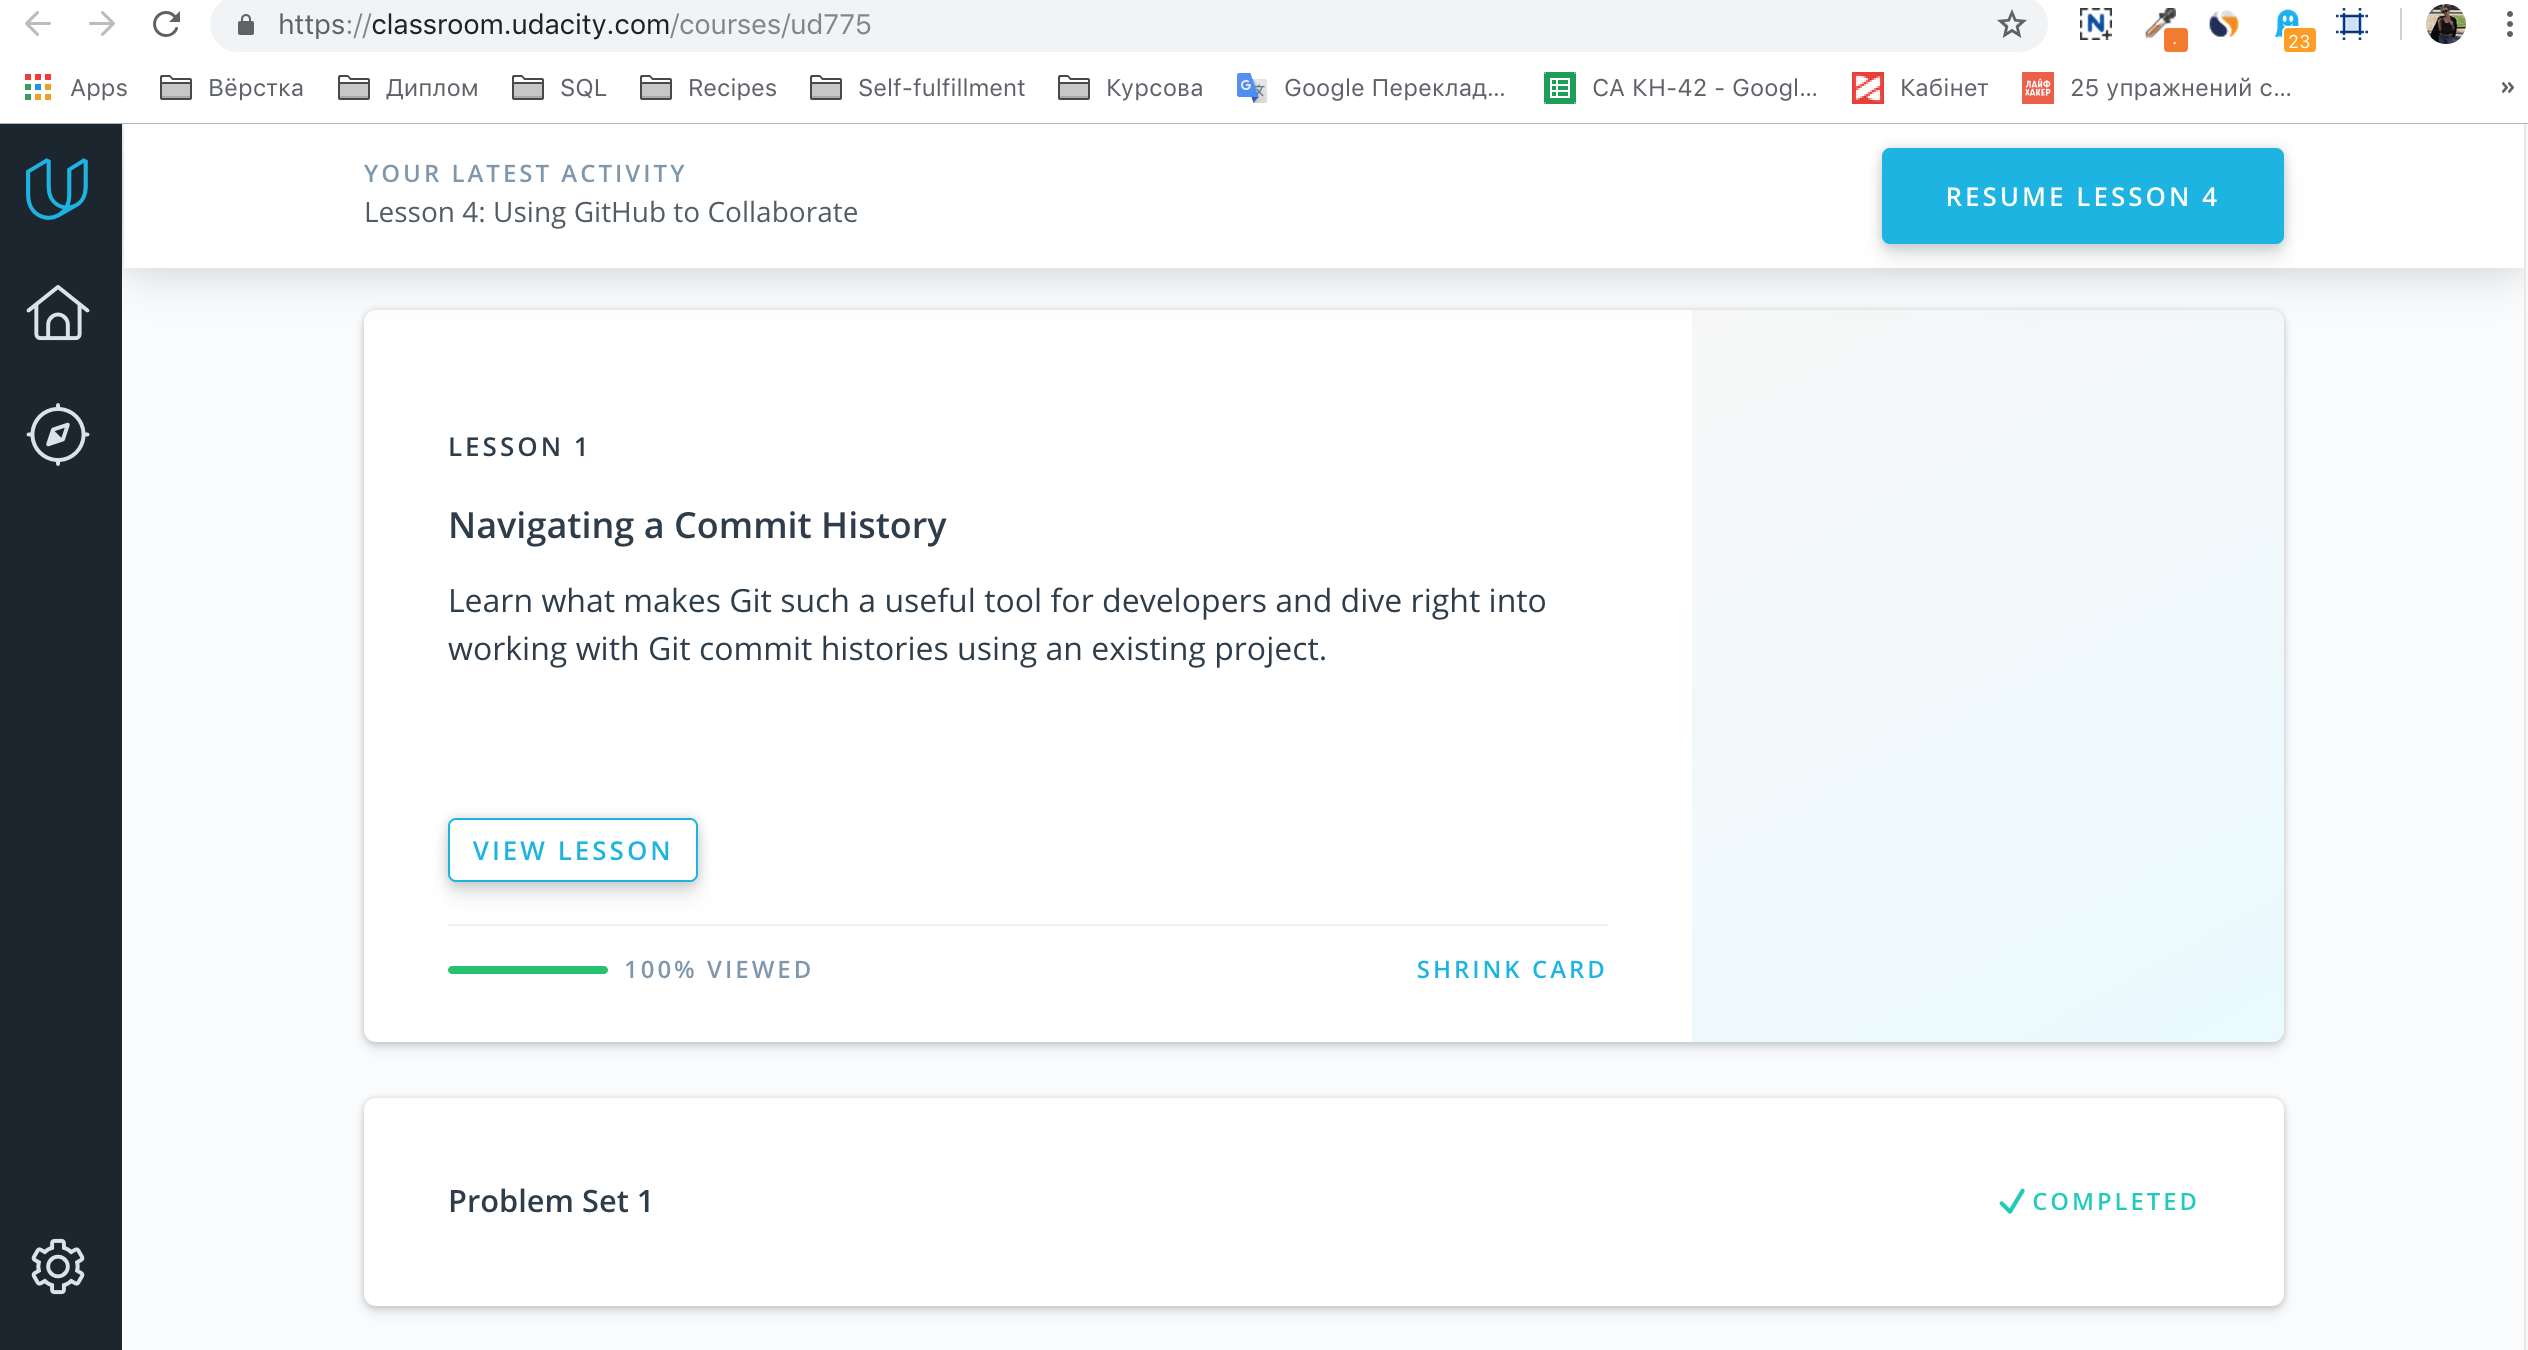 https://classroom.udacity.com/courses/ud775
23
Apps
Вёрстка
Диплом
SQL
Recipes
Self-fulfillment
Курсова
Google Переклад...
CA КН-42 - Googl...
Кабінет
ЛАЙФ
ХАКЕР
25 упражнений с...
»
YOUR LATEST ACTIVITY
Lesson 4: Using GitHub to Collaborate
RESUME LESSON 4
LESSON 1
Navigating a Commit History
Learn what makes Git such a useful tool for developers and dive right into
working with Git commit histories using an existing project.
VIEW LESSON
100% VIEWED
SHRINK CARD
Problem Set 1
COMPLETED